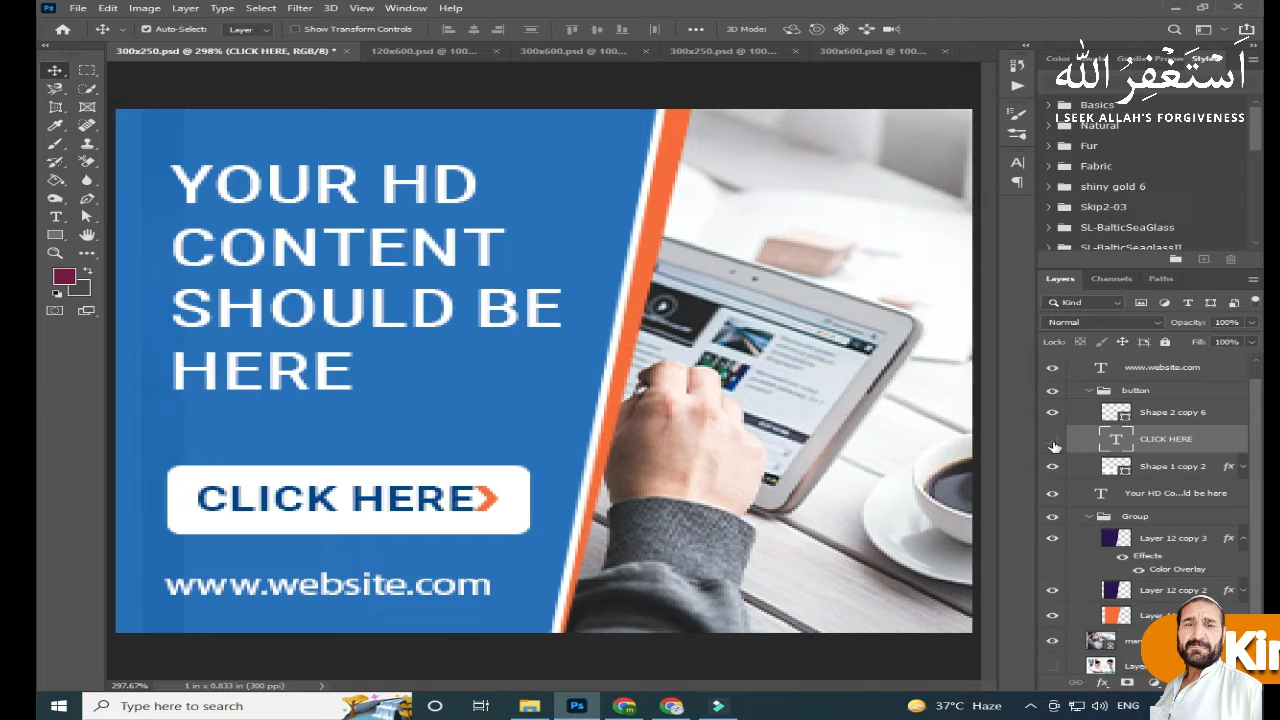 Ps File Edit Image Layer Type Select Filter 3D View Window Help
Auto-Select: Layer Show Transform Controls 3D Mode:
300x250.psd @ 298% (CLICK HERE, RGB/8) * × 120x600.psd @ 100... × 300x600.psd @ 100... × 300x250.psd @ 100... × 300x600.psd @ 100... ×
أَسْتَغْفِرُ اللّٰه
I SEEK ALLAH'S FORGIVENESS
Basics
Natural
Fur
Fabric
shiny gold 6
Skip2-03
SL-BalticSeaGlass
SL-BalticSeaglassII
YOUR HD
CONTENT
SHOULD BE
HERE
CLICK HERE
www.website.com
Layers Channels Paths
Kind
Normal Opacity: 100%
Lock: Fill: 100%
www.website.com
button
Shape 2 copy 6
CLICK HERE
Shape 1 copy 2 fx
Your HD Co...ld be here
Group
Layer 12 copy 3 fx
Effects
Color Overlay
Layer 12 copy 2 fx
297.67% 1 in x 0.833 in (300 ppi)
Type here to search
Ps
37°C Haze
ENG